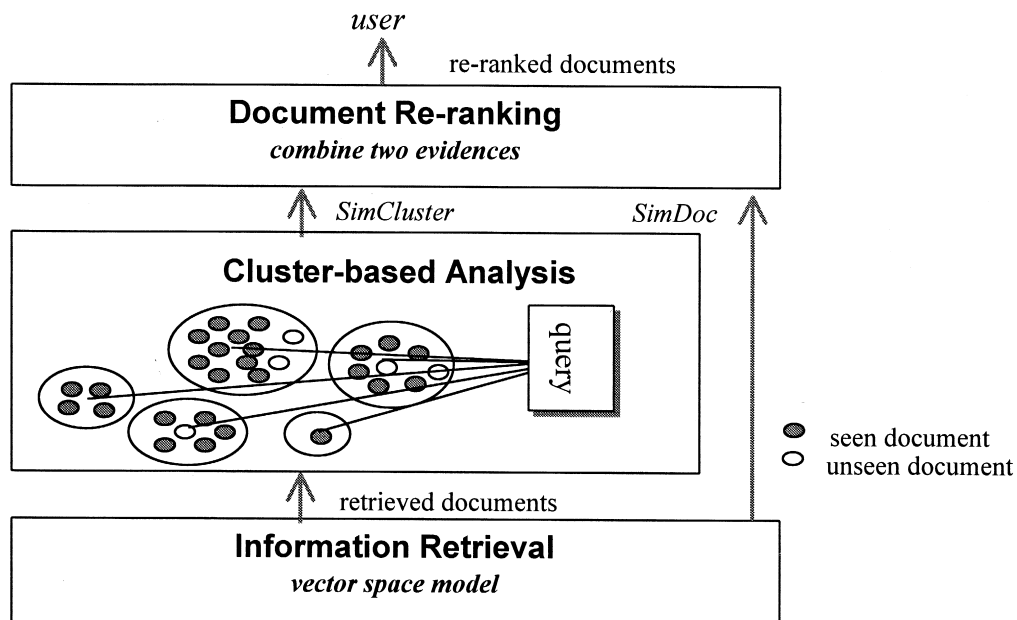 user
re-ranked documents
Document Re-ranking
combine two evidences
SimCluster
SimDoc
Cluster-based Analysis
query
seen document
unseen document
retrieved documents
Information Retrieval
vector space model